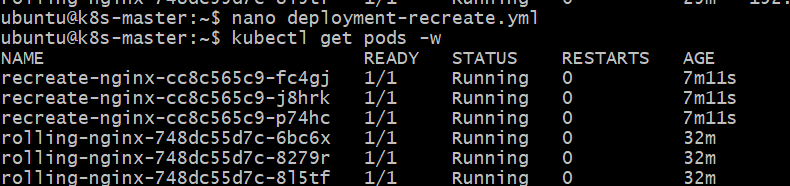 ubuntu@k8s-master:~$ nano deployment-recreate.yml
ubuntu@k8s-master:~$ kubectl get pods -w
NAME READY STATUS RESTARTS AGE
recreate-nginx-cc8c565c9-fc4gj 1/1 Running 0 7m11s
recreate-nginx-cc8c565c9-j8hrk 1/1 Running 0 7m11s
recreate-nginx-cc8c565c9-p74hc 1/1 Running 0 7m11s
rolling-nginx-748dc55d7c-6bc6x 1/1 Running 0 32m
rolling-nginx-748dc55d7c-8279r 1/1 Running 0 32m
rolling-nginx-748dc55d7c-8l5tf 1/1 Running 0 32m